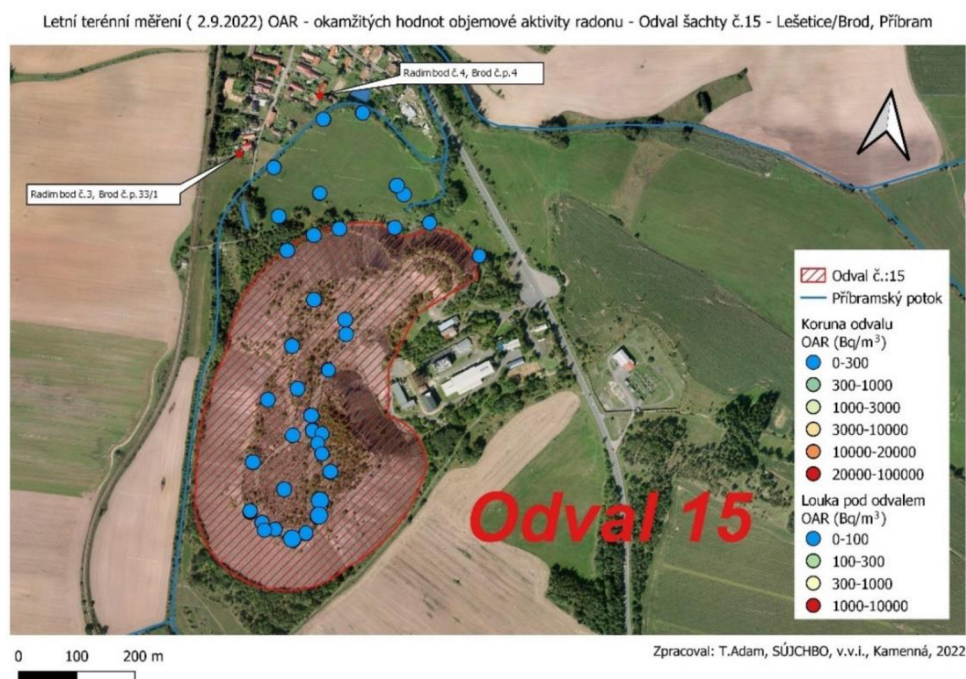 Letní terénní měření ( 2.9.2022) OAR - okamžitých hodnot objemové aktivity radonu - Odval šachty č.15 - Lešetice/Brod, Příbram
Radimbod č.4, Brod č.p.4
Radimbod č.3, Brod č.p.33/1
Odval č.:15
Příbramský potok
Koruna odvalu
OAR (Bq/m³)
0-300
300-1000
1000-3000
3000-10000
10000-20000
20000-100000
Louka pod odvalem
OAR (Bq/m³)
0-100
100-300
300-1000
1000-10000
Odval 15
0 100 200 m
Zpracoval: T.Adam, SÚJCHBO, v.v.i., Kamenná, 2022